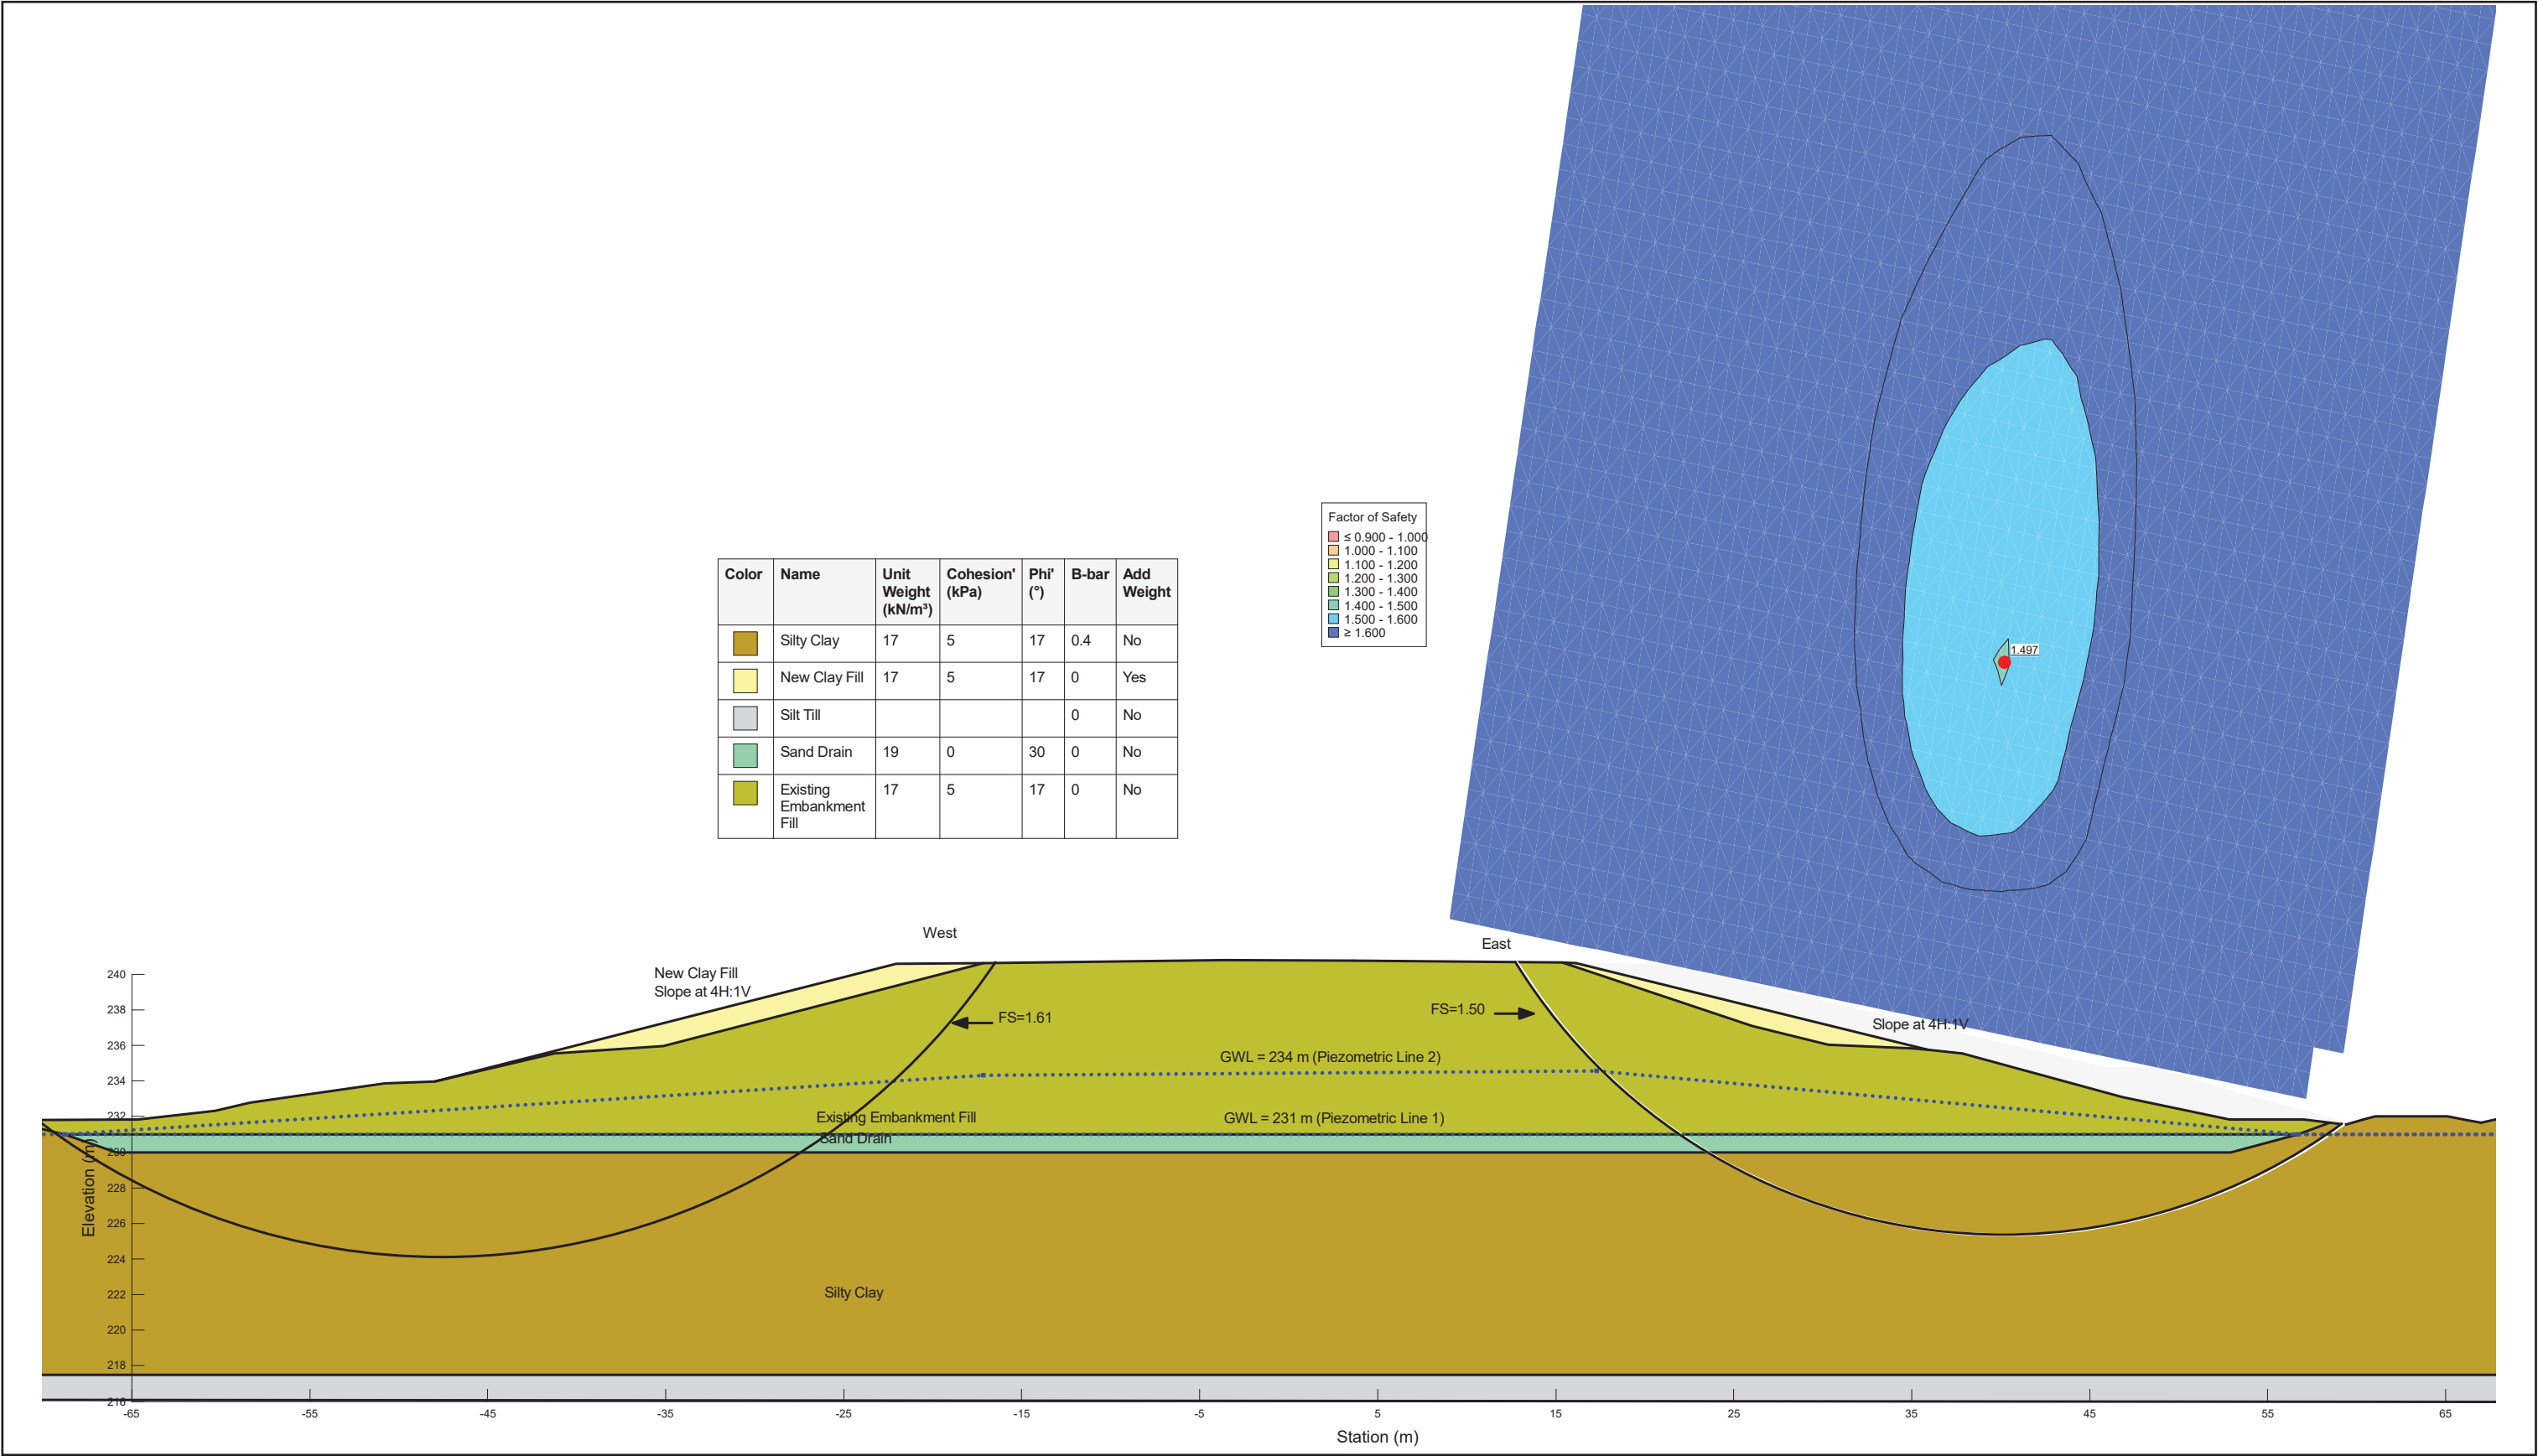 Factor of Safety
≤ 0.900 - 1.000
1.000 - 1.100
1.100 - 1.200
1.200 - 1.300
1.300 - 1.400
1.400 - 1.500
1.500 - 1.600
≥ 1.600
Color Name Unit Weight (kN/m³) Cohesion' (kPa) Phi' (°) B-bar Add Weight
Silty Clay 17 5 17 0.4 No
New Clay Fill 17 5 17 0 Yes
Silt Till 0 No
Sand Drain 19 0 30 0 No
Existing Embankment Fill 17 5 17 0 No
1.497
West
East
New Clay Fill
Slope at 4H:1V
FS=1.61
FS=1.50
Slope at 4H:1V
GWL = 234 m (Piezometric Line 2)
Existing Embankment Fill
GWL = 231 m (Piezometric Line 1)
Sand Drain
Silty Clay
Elevation (m)
240
238
236
234
232
230
228
226
224
222
220
218
216
-65 -55 -45 -35 -25 -15 -5 5 15 25 35 45 55 65
Station (m)